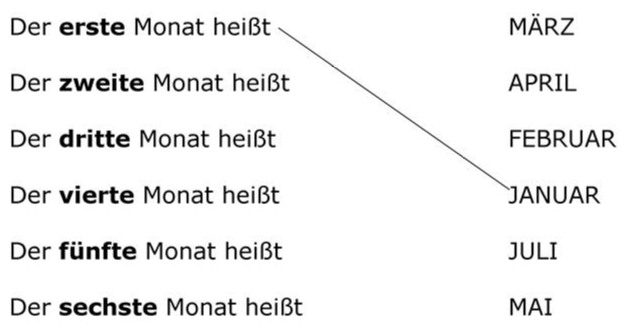 Der erste Monat heißt MÄRZ
Der zweite Monat heißt APRIL
Der dritte Monat heißt FEBRUAR
Der vierte Monat heißt JANUAR
Der fünfte Monat heißt JULI
Der sechste Monat heißt MAI